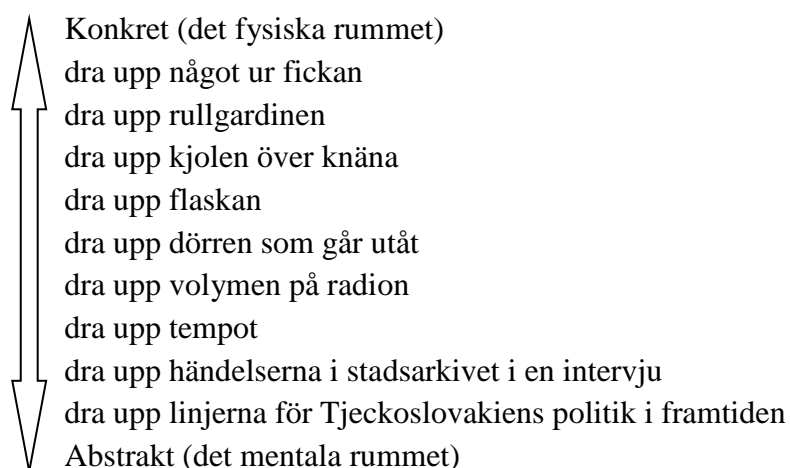 Konkret (det fysiska rummet)
dra upp något ur fickan
dra upp rullgardinen
dra upp kjolen över knäna
dra upp flaskan
dra upp dörren som går utåt
dra upp volymen på radion
dra upp tempot
dra upp händelserna i stadsarkivet i en intervju
dra upp linjerna för Tjeckoslovakiens politik i framtiden
Abstrakt (det mentala rummet)